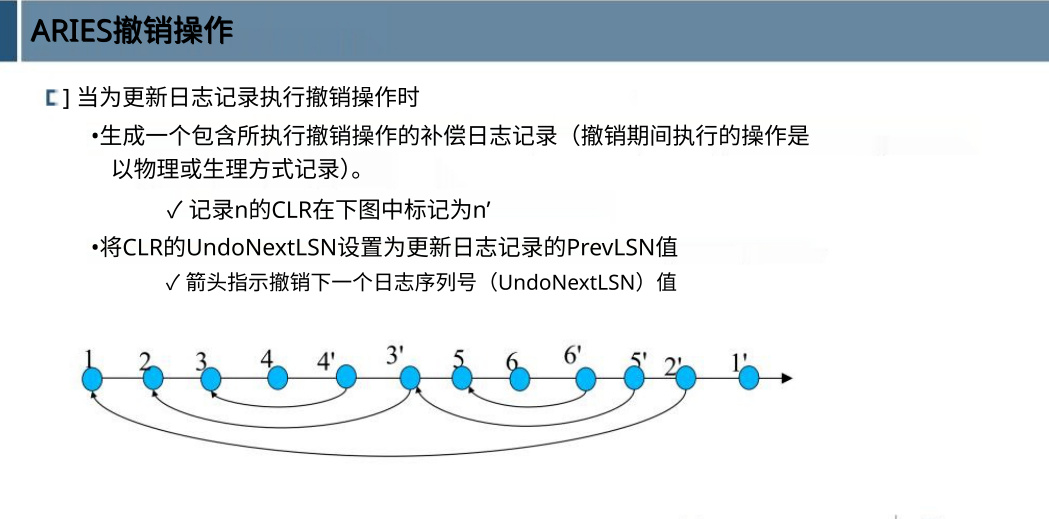 ARIES撤销操作
] 当为更新日志记录执行撤销操作时
•生成一个包含所执行撤销操作的补偿日志记录（撤销期间执行的操作是
以物理或生理方式记录）。
✓ 记录n的CLR在下图中标记为n’
•将CLR的UndoNextLSN设置为更新日志记录的PrevLSN值
✓ 箭头指示撤销下一个日志序列号（UndoNextLSN）值
1 2 3 4 4' 3' 5 6 6' 5' 2' 1'